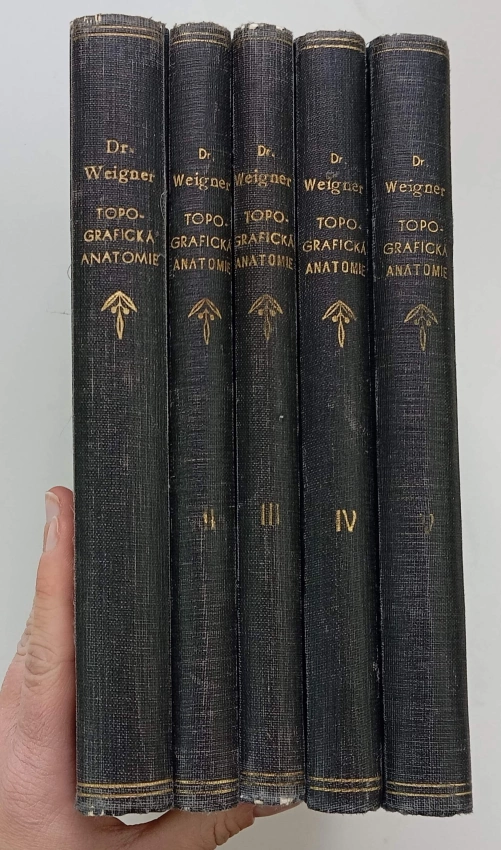 Dr.
Weigner
TOPO-
GRAFICKÁ
ANATOMIE
Dr.
Weigner
TOPO-
GRAFICKÁ
ANATOMIE
II
Dr.
Weigner
TOPO-
GRAFICKÁ
ANATOMIE
III
Dr.
Weigner
TOPO-
GRAFICKÁ
ANATOMIE
IV
Dr.
Weigner
TOPO-
GRAFICKÁ
ANATOMIE